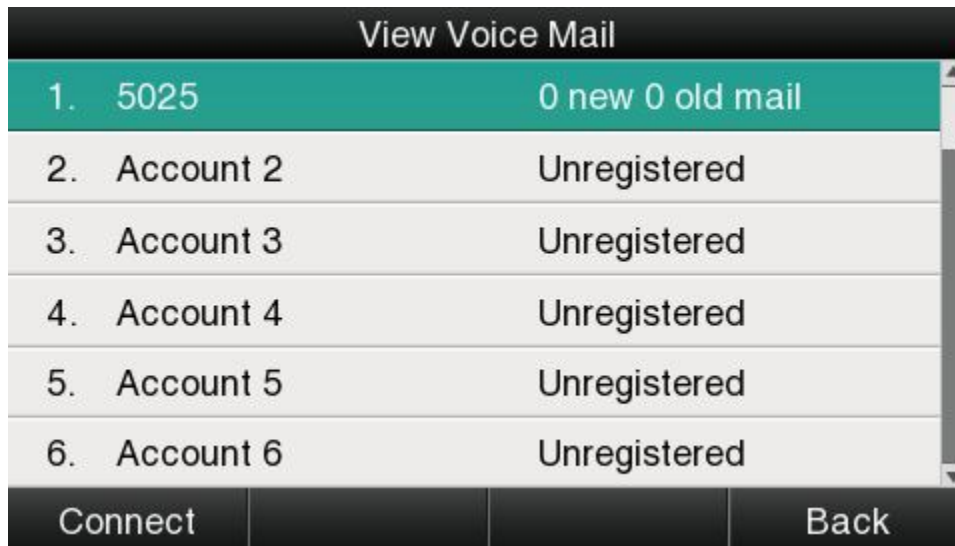 View Voice Mail
1. 5025 0 new 0 old mail
2. Account 2 Unregistered
3. Account 3 Unregistered
4. Account 4 Unregistered
5. Account 5 Unregistered
6. Account 6 Unregistered
Connect Back